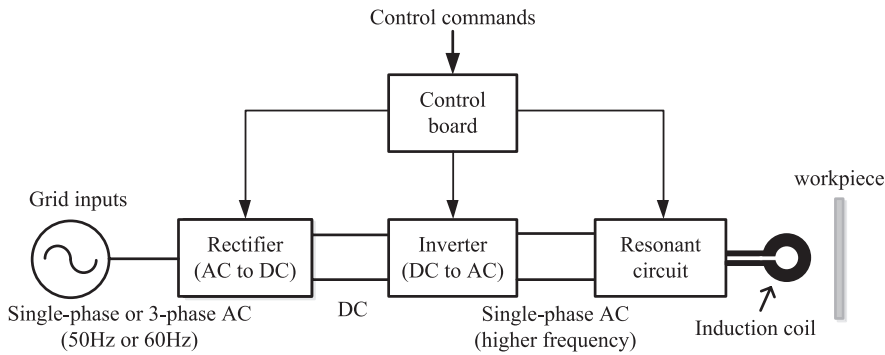 Control commands
Control
board
workpiece
Grid inputs
Rectifier
(AC to DC)
Inverter
(DC to AC)
Resonant
circuit
Single-phase or 3-phase AC
(50Hz or 60Hz)
DC
Single-phase AC
(higher frequency)
Induction coil